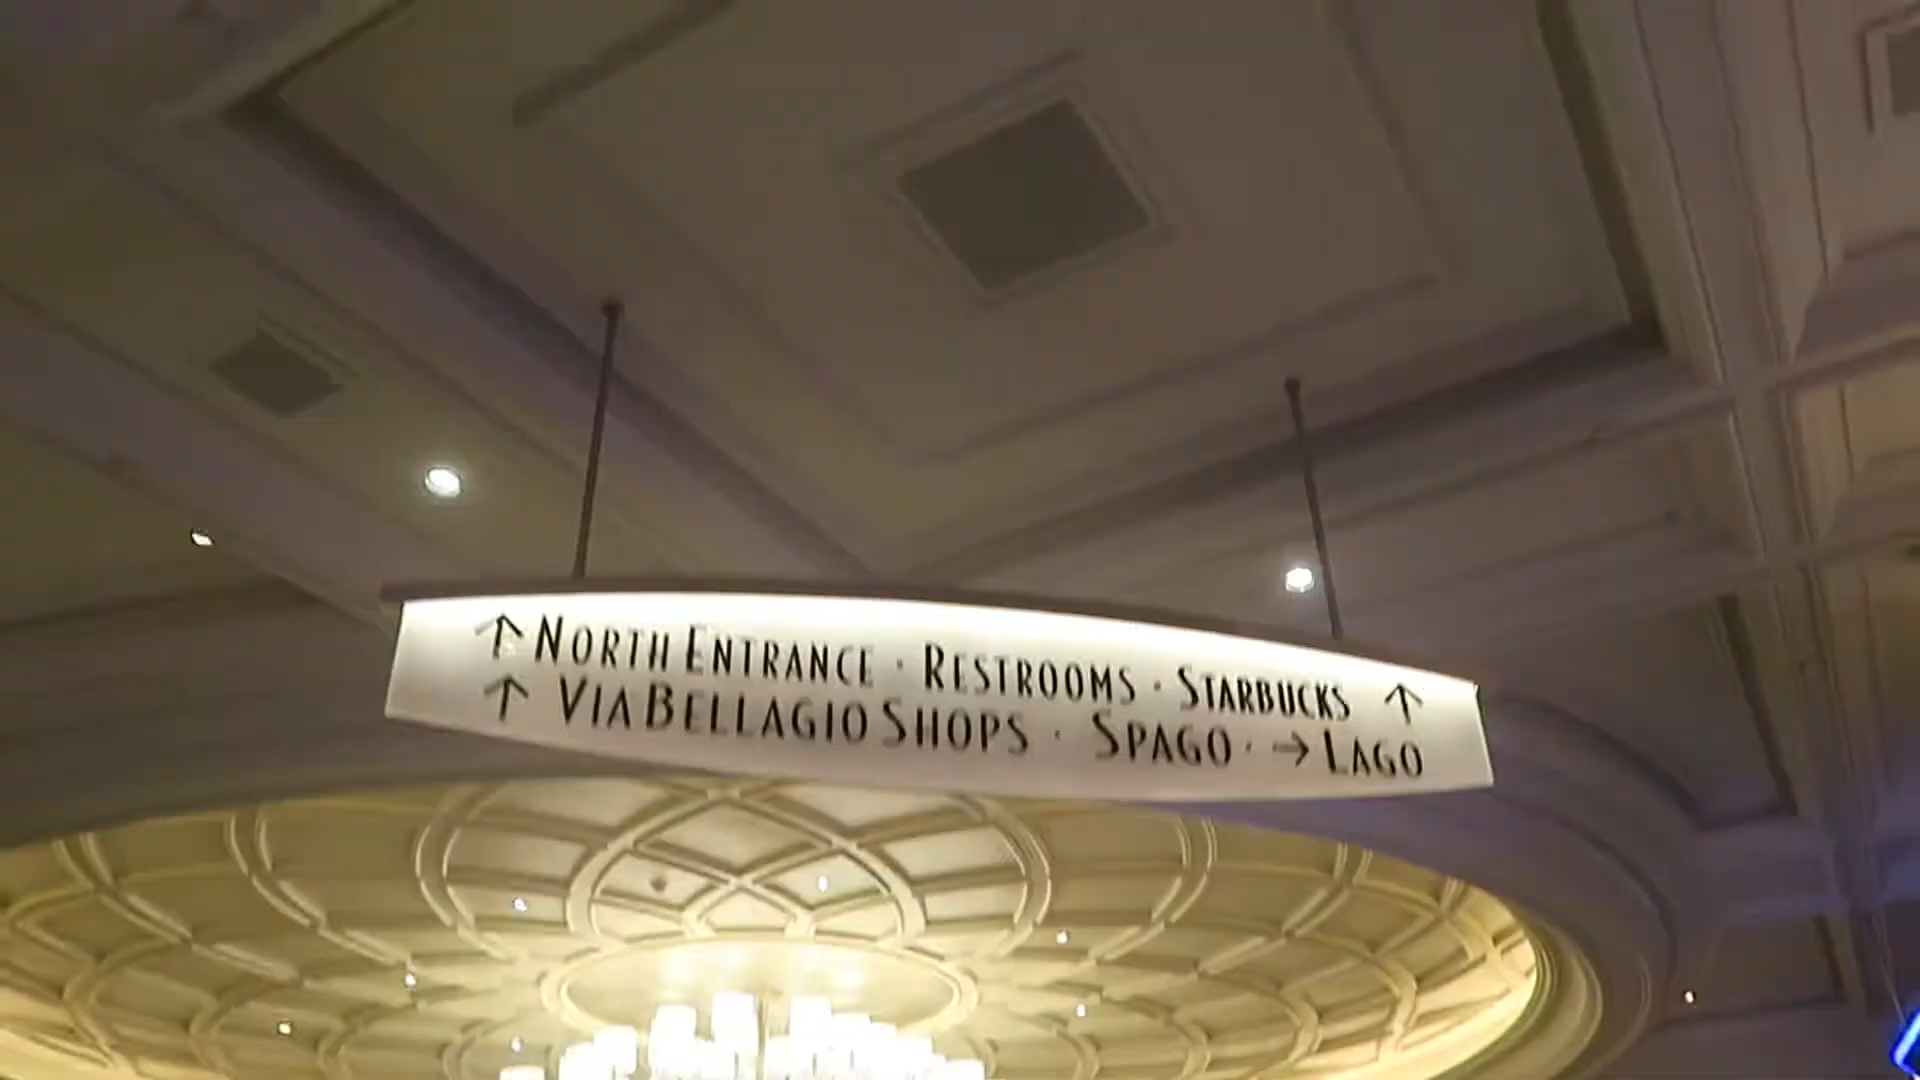 ↑ NORTH ENTRANCE · RESTROOMS · STARBUCKS ↑
↑ VIA BELLAGIO SHOPS · SPAGO · → LAGO